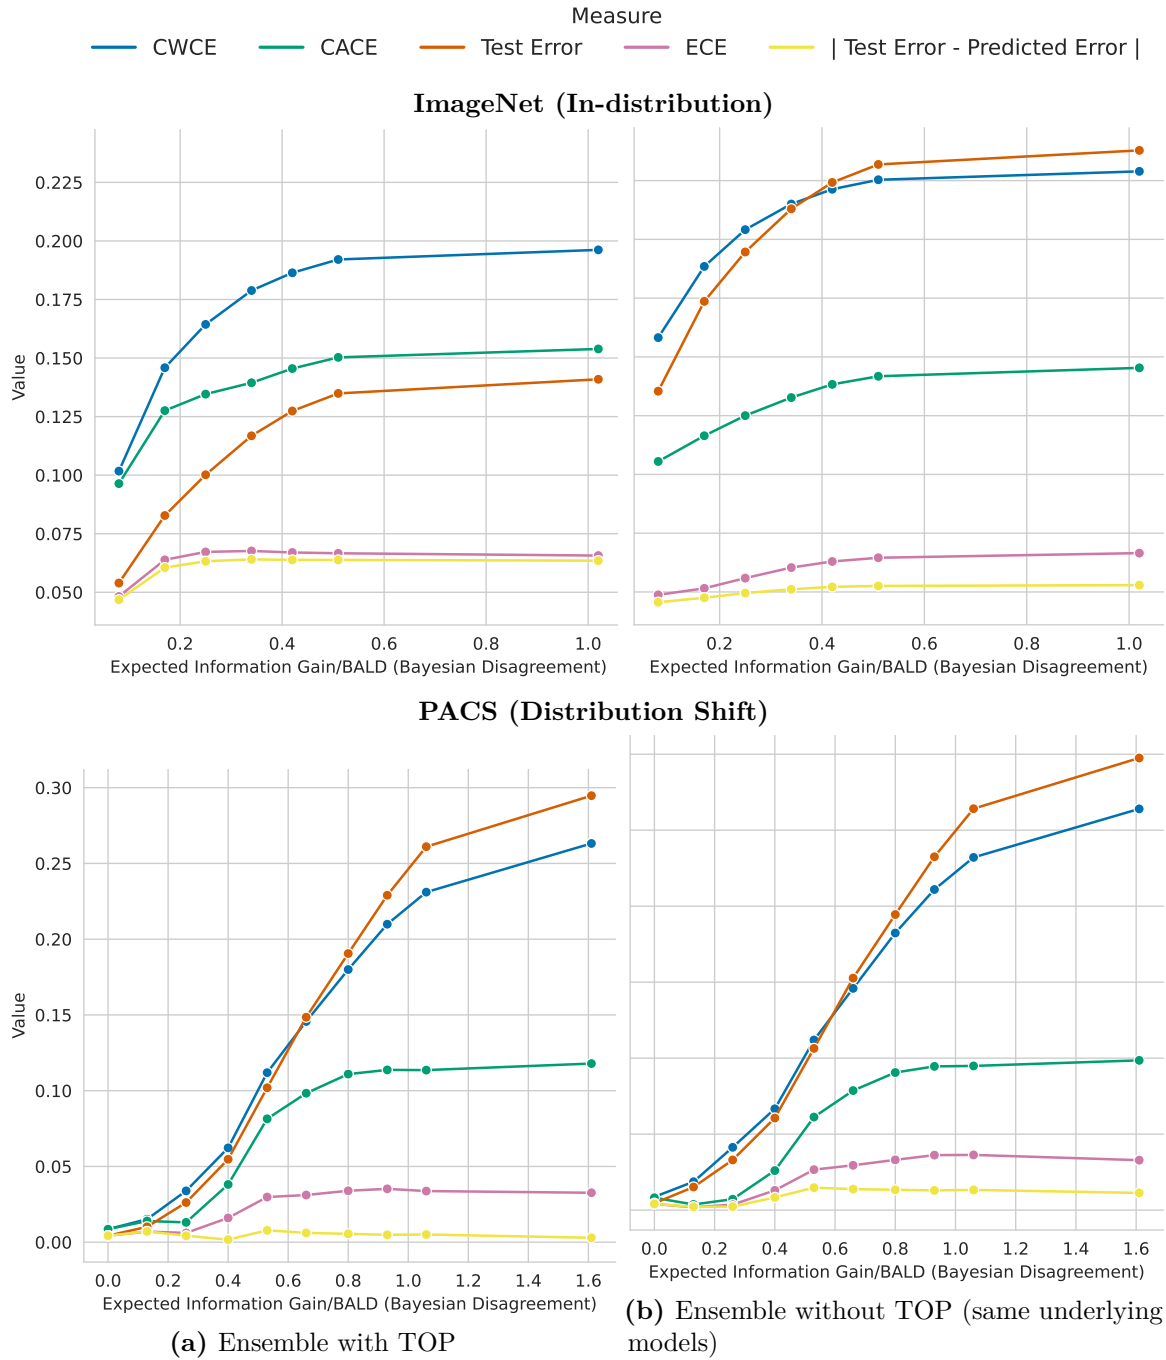 Measure
CWCE CACE Test Error ECE | Test Error - Predicted Error |
ImageNet (In-distribution)
0.225
0.200
0.175
0.150
0.125
0.100
0.075
0.050
Value
0.2 0.4 0.6 0.8 1.0
Expected Information Gain/BALD (Bayesian Disagreement)
0.2 0.4 0.6 0.8 1.0
Expected Information Gain/BALD (Bayesian Disagreement)
PACS (Distribution Shift)
0.30
0.25
0.20
0.15
0.10
0.05
0.00
Value
0.0 0.2 0.4 0.6 0.8 1.0 1.2 1.4 1.6
Expected Information Gain/BALD (Bayesian Disagreement)
(a) Ensemble with TOP
0.0 0.2 0.4 0.6 0.8 1.0 1.2 1.4 1.6
Expected Information Gain/BALD (Bayesian Disagreement)
(b) Ensemble without TOP (same underlying
models)